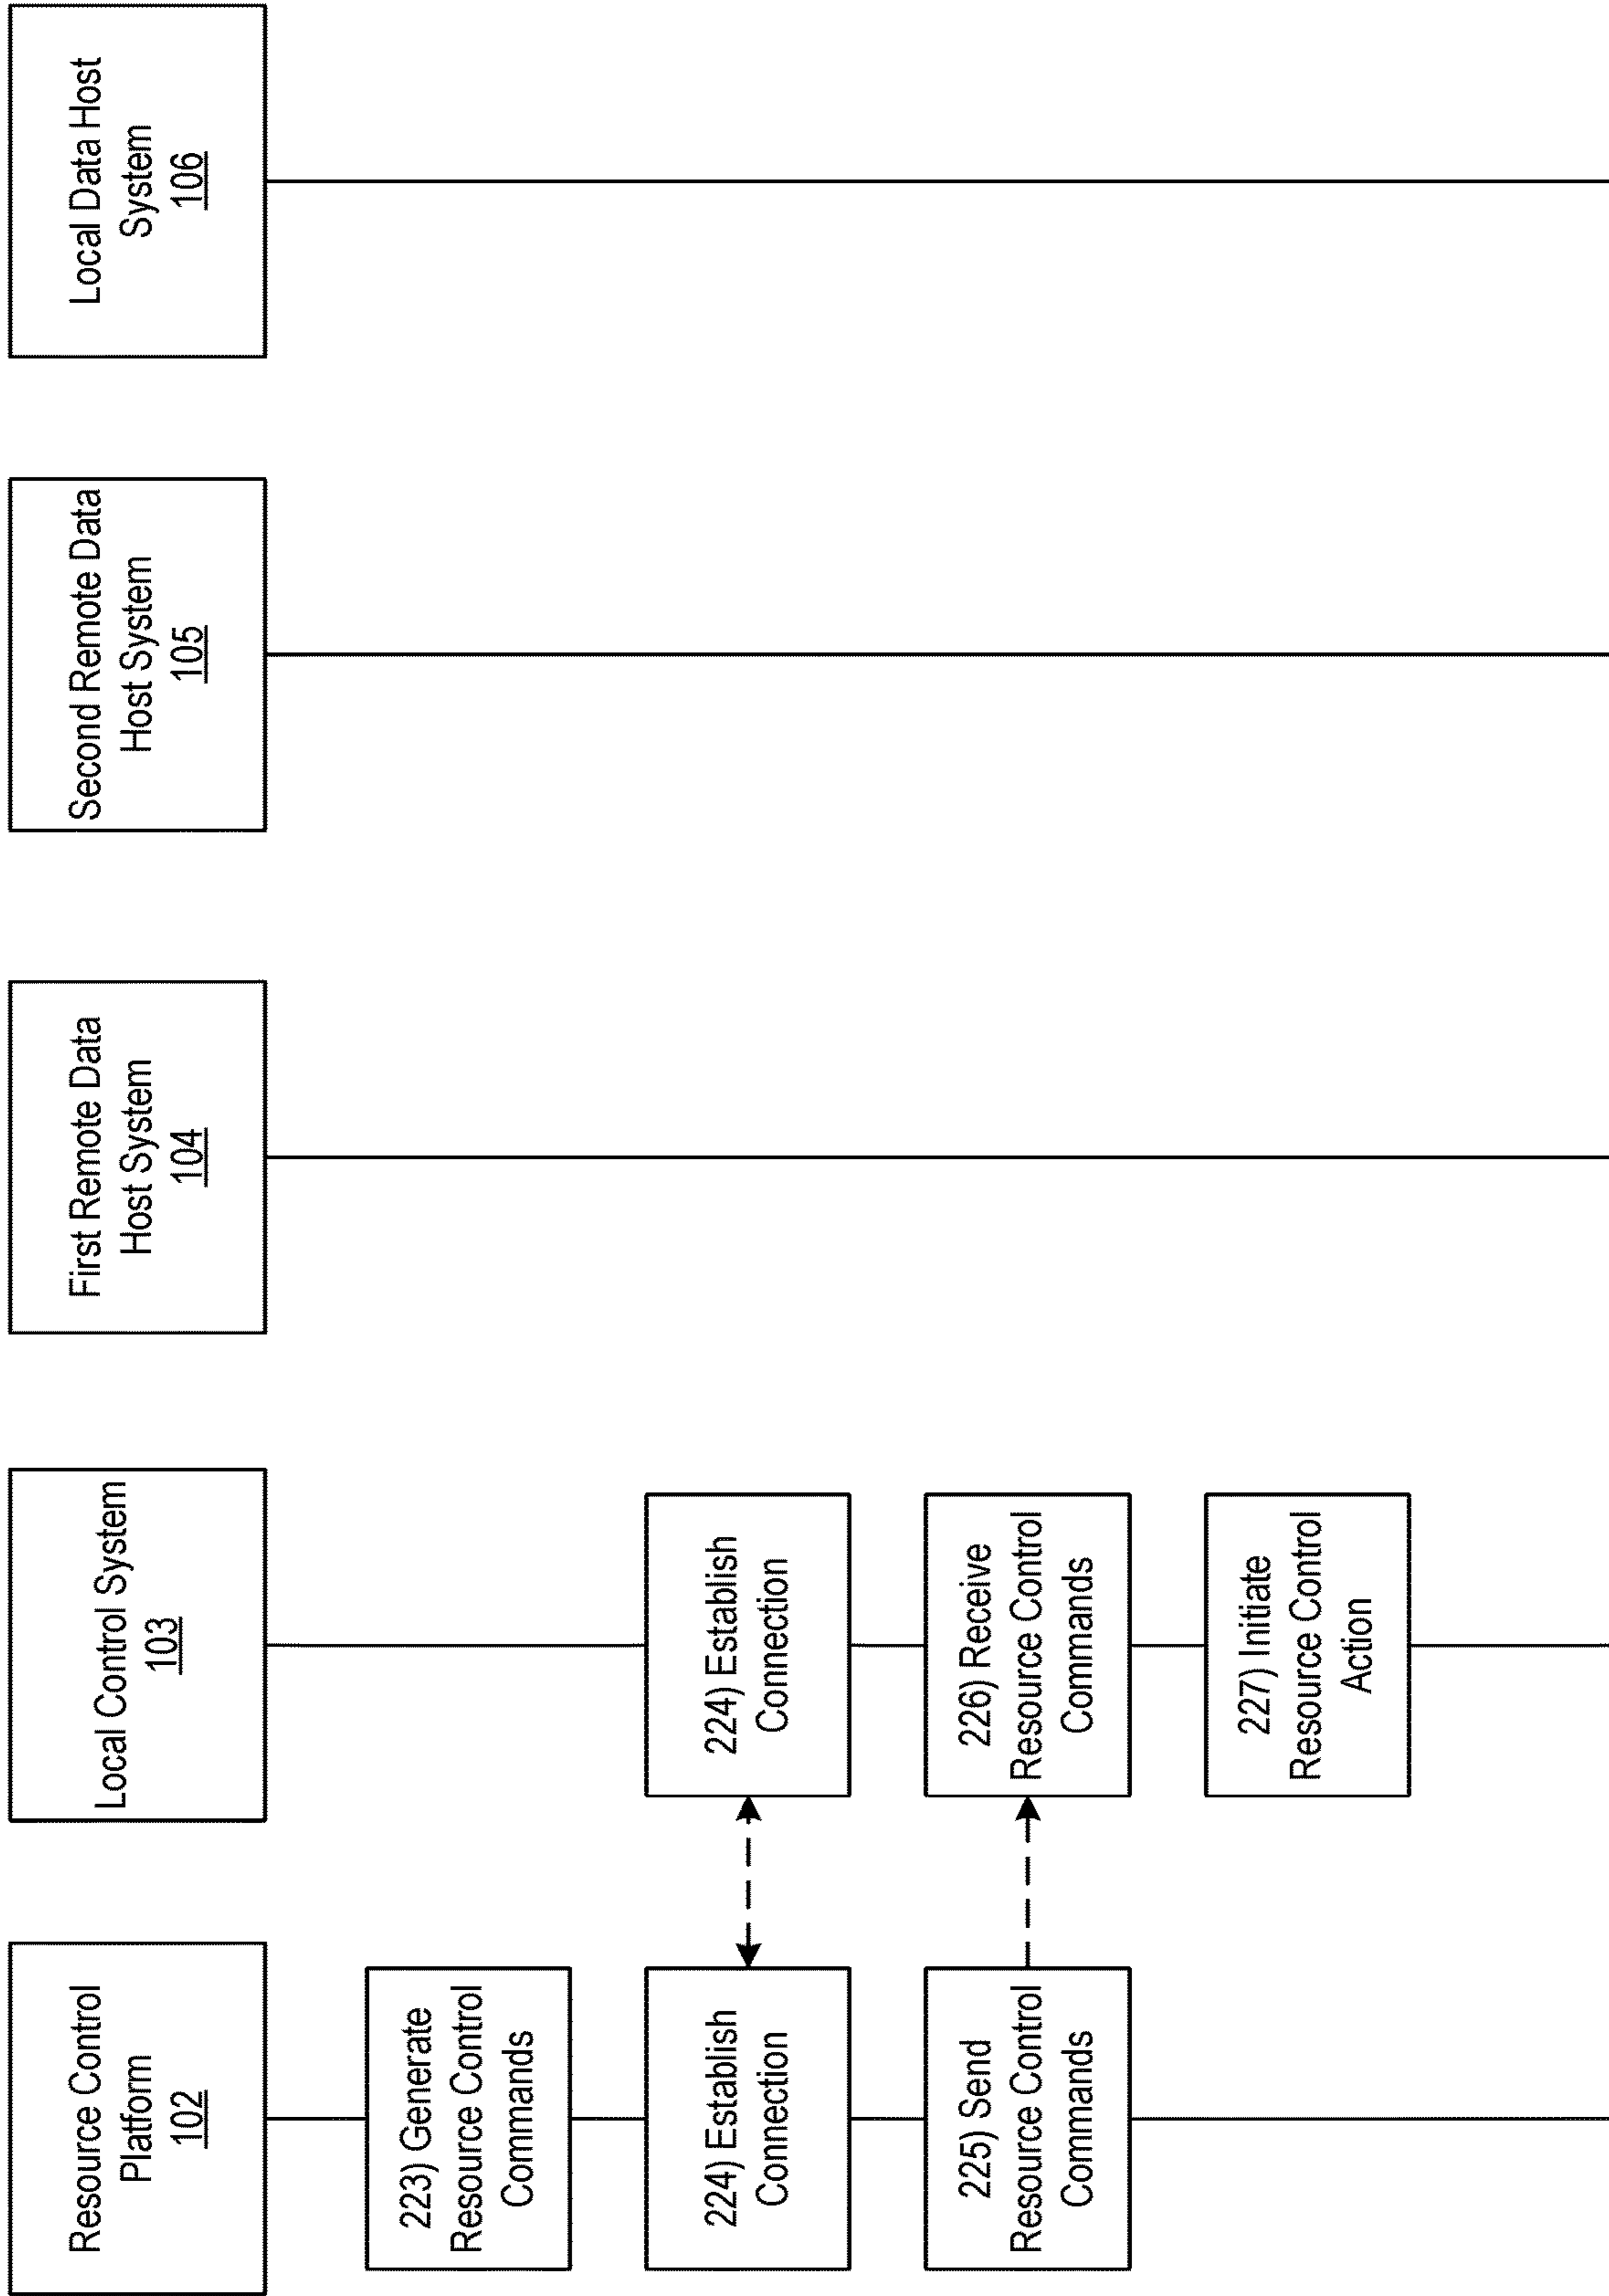 Resource Control
Platform
102
Local Control System
103
First Remote Data
Host System
104
Second Remote Data
Host System
105
Local Data Host
System
106
223) Generate
Resource Control
Commands
224) Establish
Connection
224) Establish
Connection
225) Send
Resource Control
Commands
226) Receive
Resource Control
Commands
227) Initiate
Resource Control
Action